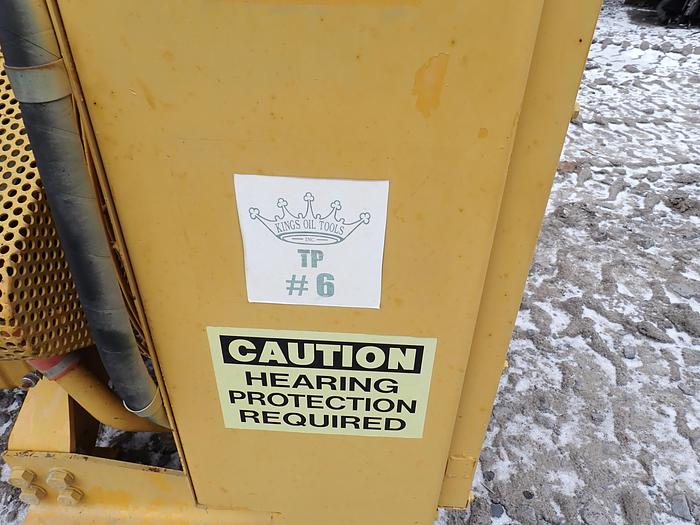 KINGS OIL TOOLS
INC.
TP
# 6
CAUTION
HEARING
PROTECTION
REQUIRED